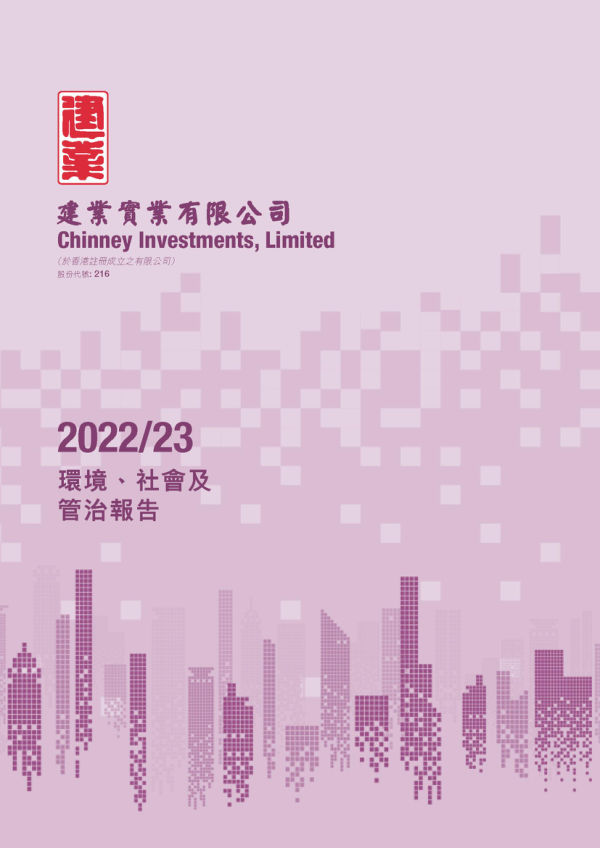 建業
建業實業有限公司
Chinney Investments, Limited
(於香港註冊成立之有限公司)
股份代號: 216
2022/23
環境、社會及
管治報告